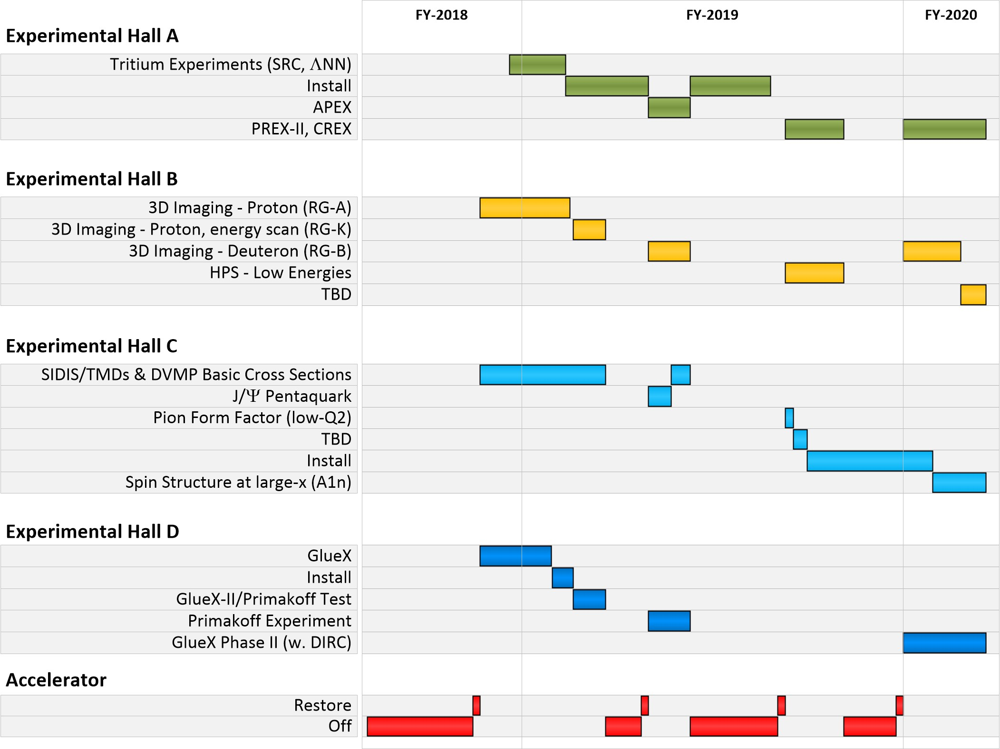 FY-2018 FY-2019 FY-2020
Experimental Hall A
Tritium Experiments (SRC, ΛNN)
Install
APEX
PREX-II, CREX
Experimental Hall B
3D Imaging - Proton (RG-A)
3D Imaging - Proton, energy scan (RG-K)
3D Imaging - Deuteron (RG-B)
HPS - Low Energies
TBD
Experimental Hall C
SIDIS/TMDs & DVMP Basic Cross Sections
J/Ψ Pentaquark
Pion Form Factor (low-Q2)
TBD
Install
Spin Structure at large-x (A1n)
Experimental Hall D
GlueX
Install
GlueX-II/Primakoff Test
Primakoff Experiment
GlueX Phase II (w. DIRC)
Accelerator
Restore
Off